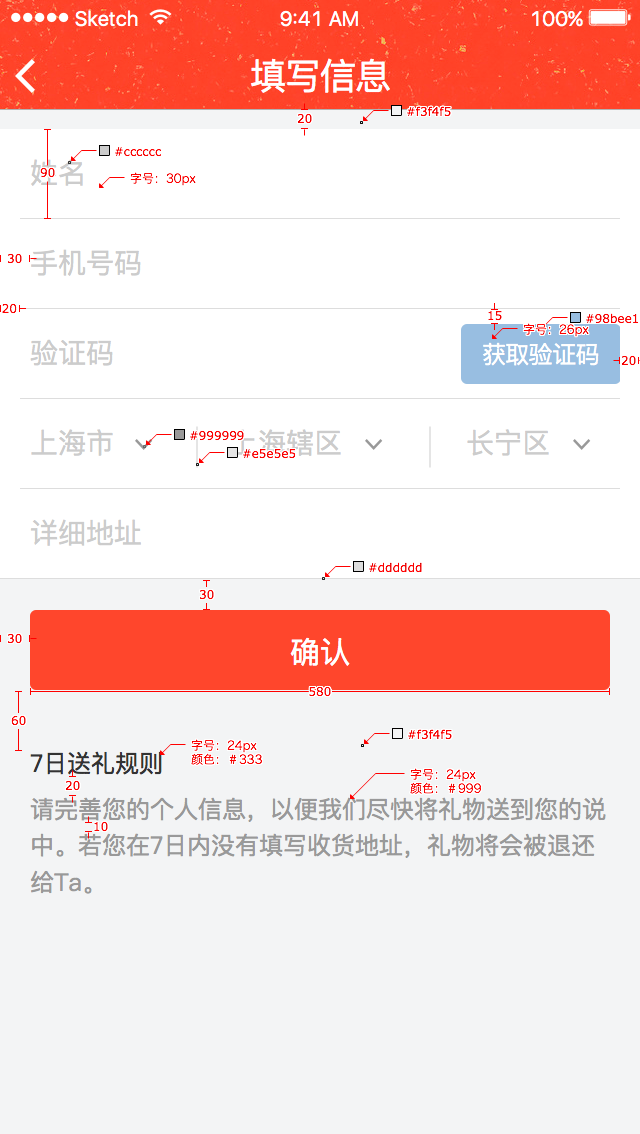 Sketch 9:41 AM 100%
填写信息
20 #f3f4f5
#cccccc
90 姓名 字号：30px
30 手机号码
20 15 #98bee1
字号：26px
验证码 获取验证码 20
#999999
上海市 上海辖区 长宁区
#e5e5e5
详细地址
#dddddd
30
30 确认
580
60 #f3f4f5
字号：24px
颜色：#333
7日送礼规则
字号：24px
颜色：#999
20
请完善您的个人信息，以便我们尽快将礼物送到您的说
10
中。若您在7日内没有填写收货地址，礼物将会被退还
给Ta。